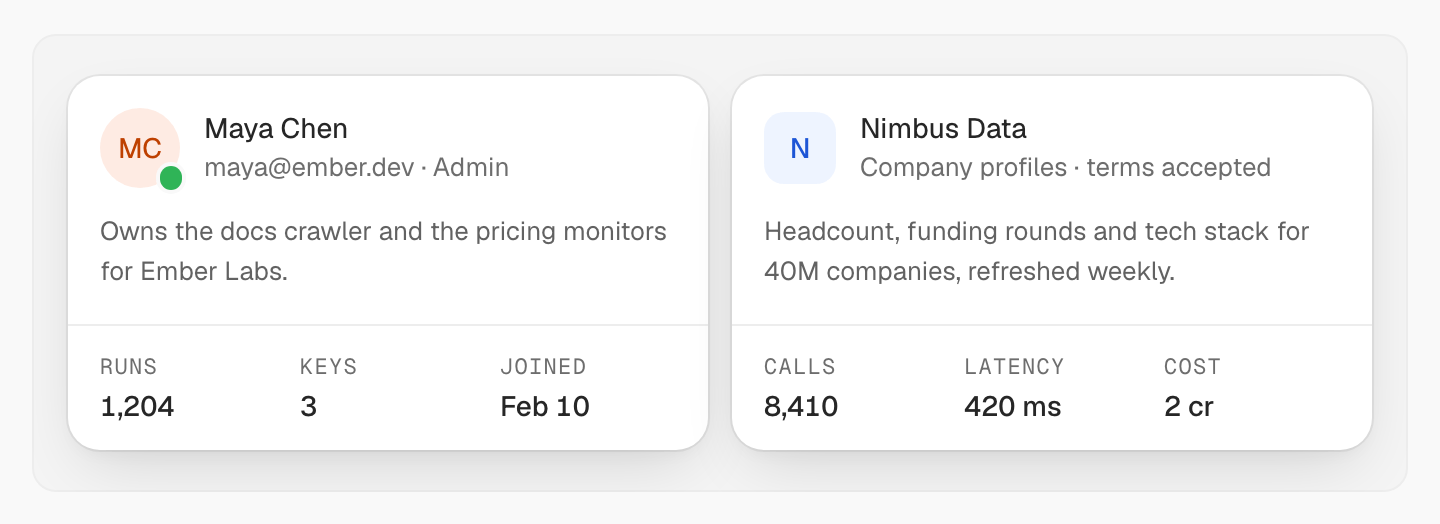 MC
Maya Chen
maya@ember.dev · Admin
Owns the docs crawler and the pricing monitors
for Ember Labs.
RUNS KEYS JOINED
1,204 3 Feb 10
N
Nimbus Data
Company profiles · terms accepted
Headcount, funding rounds and tech stack for
40M companies, refreshed weekly.
CALLS LATENCY COST
8,410 420 ms 2 cr